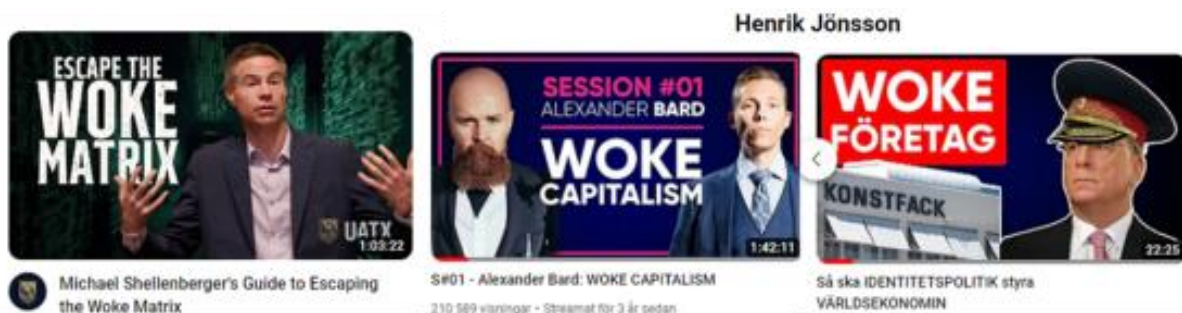 Henrik Jönsson
ESCAPE THE
WOKE
MATRIX
UATX
1:03:22
Michael Shellenberger's Guide to Escaping
the Woke Matrix
SESSION #01
ALEXANDER BARD
WOKE
CAPITALISM
1:42:11
S#01 - Alexander Bard: WOKE CAPITALISM
210 589 visningar • Streamat för 3 år sedan
WOKE
FÖRETAG
KONSTFACK
22:25
Så ska IDENTITETSPOLITIK styra
VÄRLDSEKONOMIN